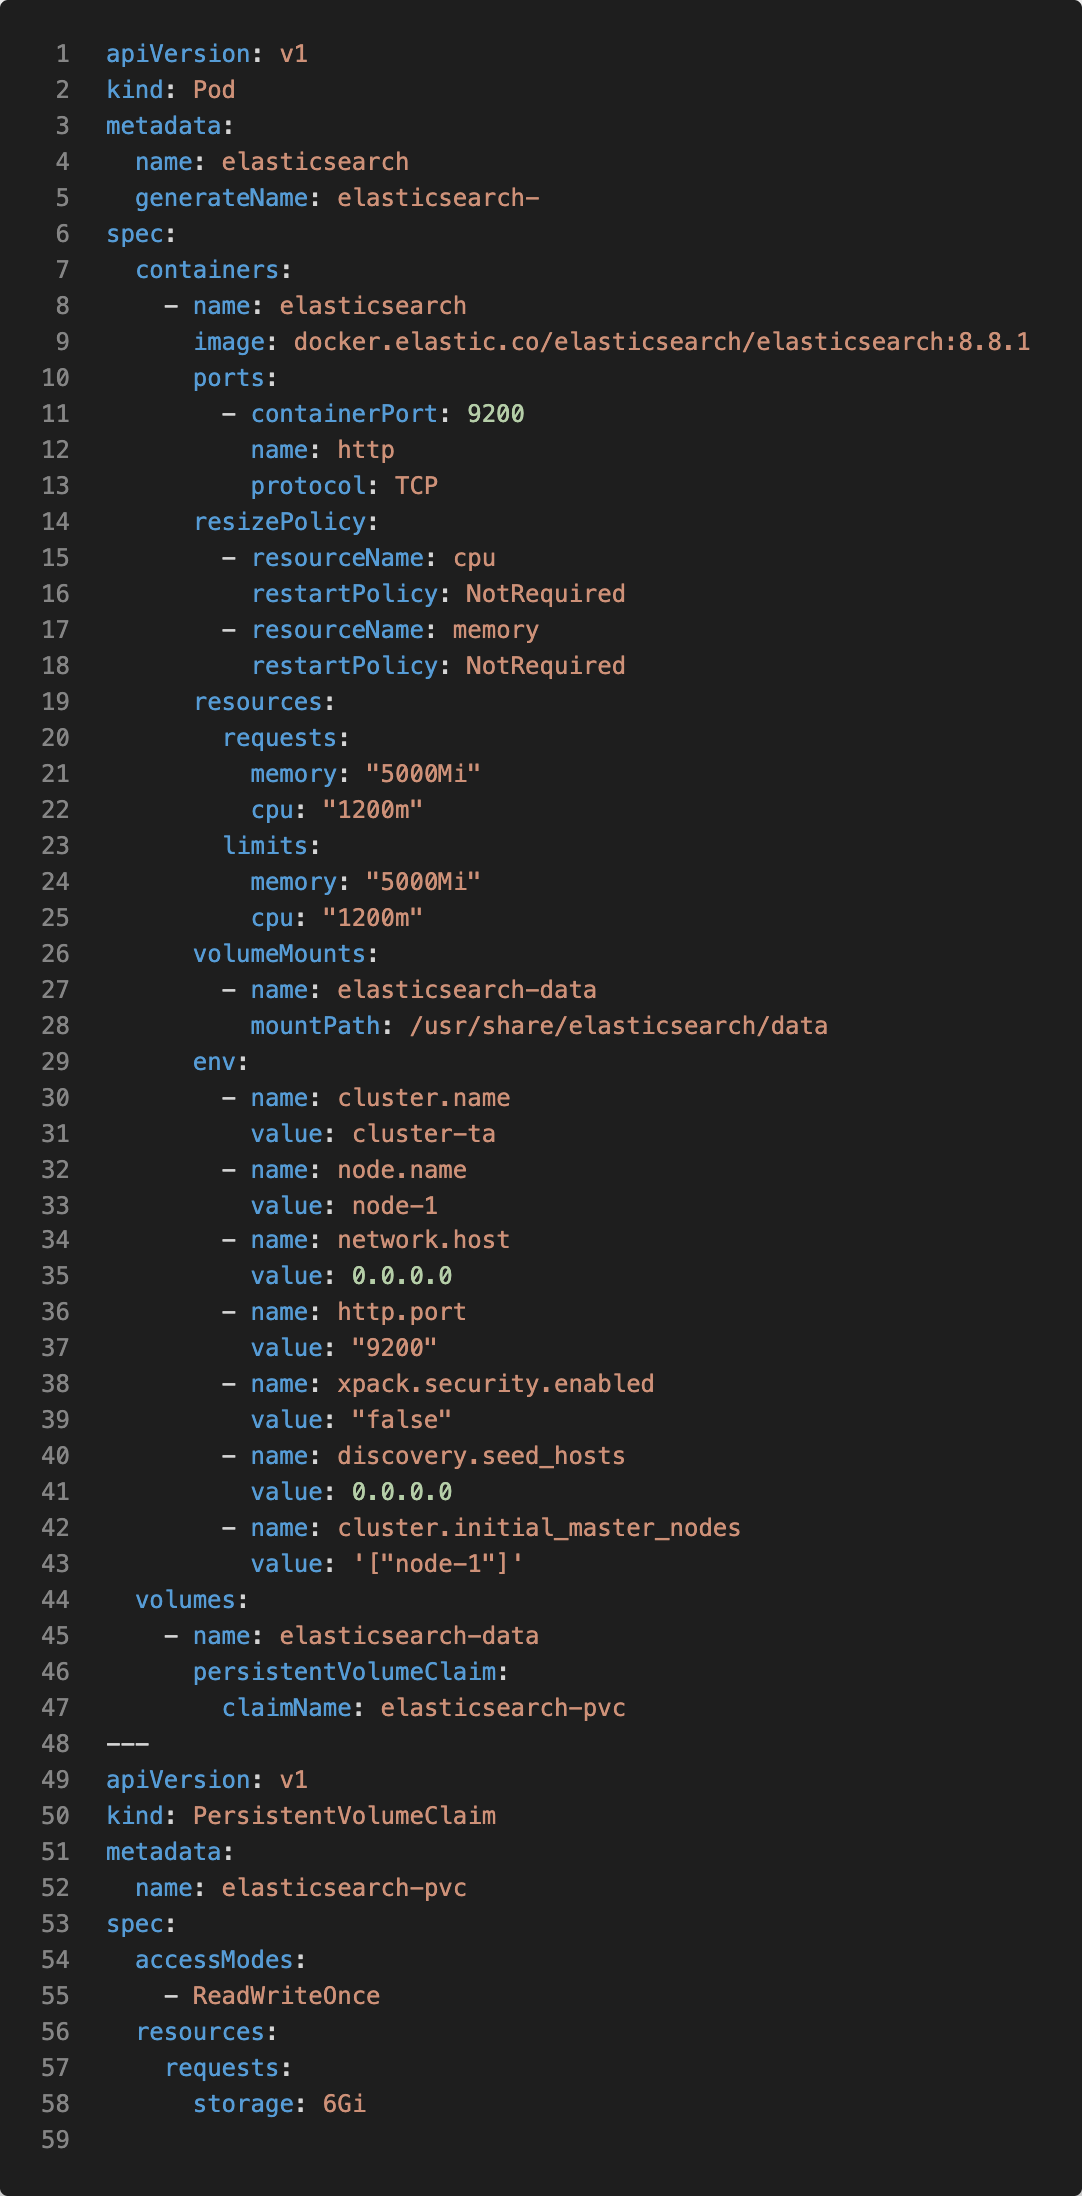 1 apiVersion: v1
2 kind: Pod
3 metadata:
4   name: elasticsearch
5   generateName: elasticsearch-
6 spec:
7   containers:
8     - name: elasticsearch
9       image: docker.elastic.co/elasticsearch/elasticsearch:8.8.1
10       ports:
11         - containerPort: 9200
12           name: http
13           protocol: TCP
14       resizePolicy:
15         - resourceName: cpu
16           restartPolicy: NotRequired
17         - resourceName: memory
18           restartPolicy: NotRequired
19       resources:
20         requests:
21           memory: "5000Mi"
22           cpu: "1200m"
23         limits:
24           memory: "5000Mi"
25           cpu: "1200m"
26       volumeMounts:
27         - name: elasticsearch-data
28           mountPath: /usr/share/elasticsearch/data
29       env:
30         - name: cluster.name
31           value: cluster-ta
32         - name: node.name
33           value: node-1
34         - name: network.host
35           value: 0.0.0.0
36         - name: http.port
37           value: "9200"
38         - name: xpack.security.enabled
39           value: "false"
40         - name: discovery.seed_hosts
41           value: 0.0.0.0
42         - name: cluster.initial_master_nodes
43           value: '["node-1"]'
44   volumes:
45     - name: elasticsearch-data
46       persistentVolumeClaim:
47         claimName: elasticsearch-pvc
48 ---
49 apiVersion: v1
50 kind: PersistentVolumeClaim
51 metadata:
52   name: elasticsearch-pvc
53 spec:
54   accessModes:
55     - ReadWriteOnce
56   resources:
57     requests:
58       storage: 6Gi
59